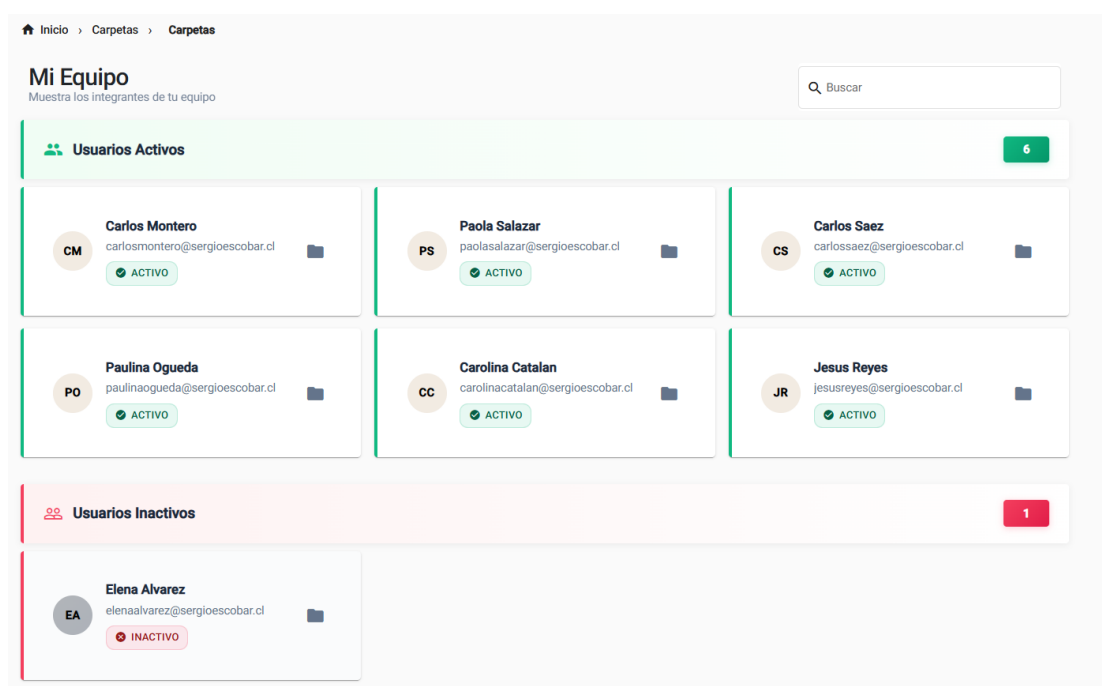 Inicio › Carpetas › Carpetas
Mi Equipo
Muestra los integrantes de tu equipo
Buscar
Usuarios Activos
6
CM
Carlos Montero
carlosmontero@sergioescobar.cl
ACTIVO
PS
Paola Salazar
paolasalazar@sergioescobar.cl
ACTIVO
CS
Carlos Saez
carlossaez@sergioescobar.cl
ACTIVO
PO
Paulina Ogueda
paulinaogueda@sergioescobar.cl
ACTIVO
CC
Carolina Catalan
carolinacatalan@sergioescobar.cl
ACTIVO
JR
Jesus Reyes
jesusreyes@sergioescobar.cl
ACTIVO
Usuarios Inactivos
1
EA
Elena Alvarez
elenaalvarez@sergioescobar.cl
INACTIVO